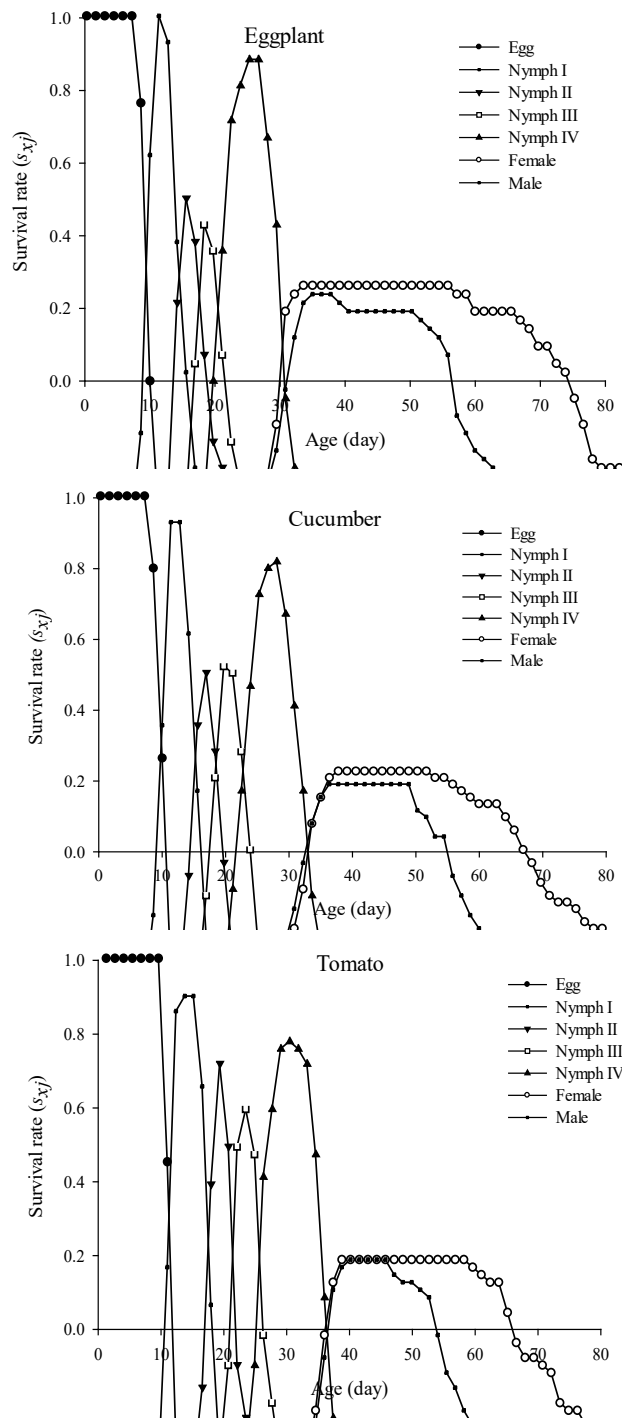 Eggplant
Egg
Nymph I
Nymph II
Nymph III
Nymph IV
Female
Male
Survival rate (sxj)
1.0
0.8
0.6
0.4
0.2
0.0
0 10 20 30 40 50 60 70 80
Age (day)
Cucumber
Egg
Nymph I
Nymph II
Nymph III
Nymph IV
Female
Male
Survival rate (sxj)
1.0
0.8
0.6
0.4
0.2
0.0
0 10 20 30 40 50 60 70 80
Age (day)
Tomato
Egg
Nymph I
Nymph II
Nymph III
Nymph IV
Female
Male
Survival rate (sxj)
1.0
0.8
0.6
0.4
0.2
0.0
0 10 20 30 40 50 60 70 80
Age (day)